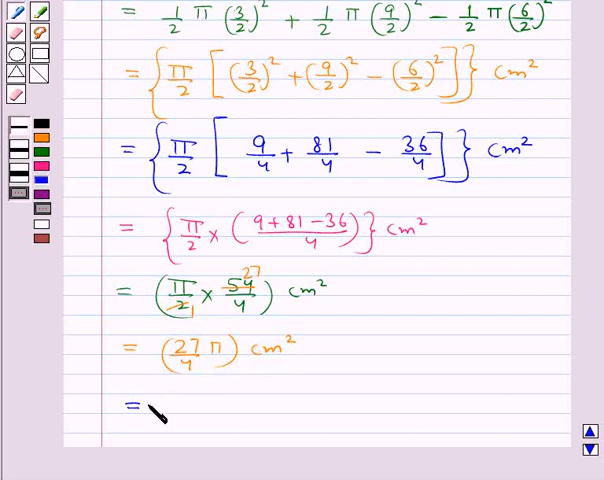 = 1/2 π (3/2)² + 1/2 π (9/2)² − 1/2 π (6/2)²
= {π/2 [(3/2)² + (9/2)² − (6/2)²]} cm²
= {π/2 [9/4 + 81/4 − 36/4]} cm²
= {π/2 × (9+81−36/4)} cm²
= (π/2 1 × 54 27/4) cm²
= (27/4 π) cm²
=